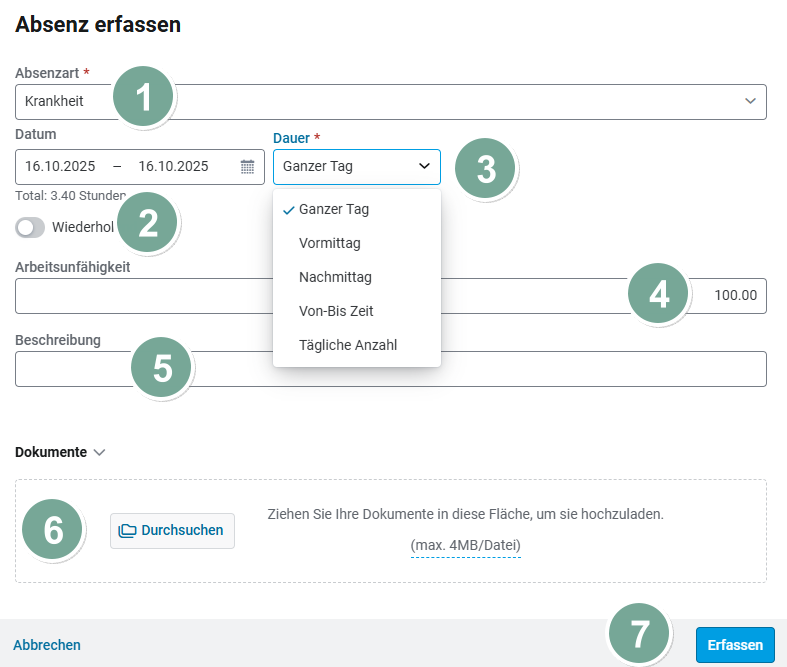 Absenz erfassen
Absenzart *
Krankheit
1
Datum
Dauer *
16.10.2025 – 16.10.2025
Ganzer Tag
3
Total: 3.40 Stunden
2
Wiederhol
Ganzer Tag
Vormittag
Nachmittag
Von-Bis Zeit
Tägliche Anzahl
Arbeitsunfähigkeit
4
100.00
Beschreibung
5
Dokumente
6
Durchsuchen
Ziehen Sie Ihre Dokumente in diese Fläche, um sie hochzuladen.
(max. 4MB/Datei)
Abbrechen
7
Erfassen